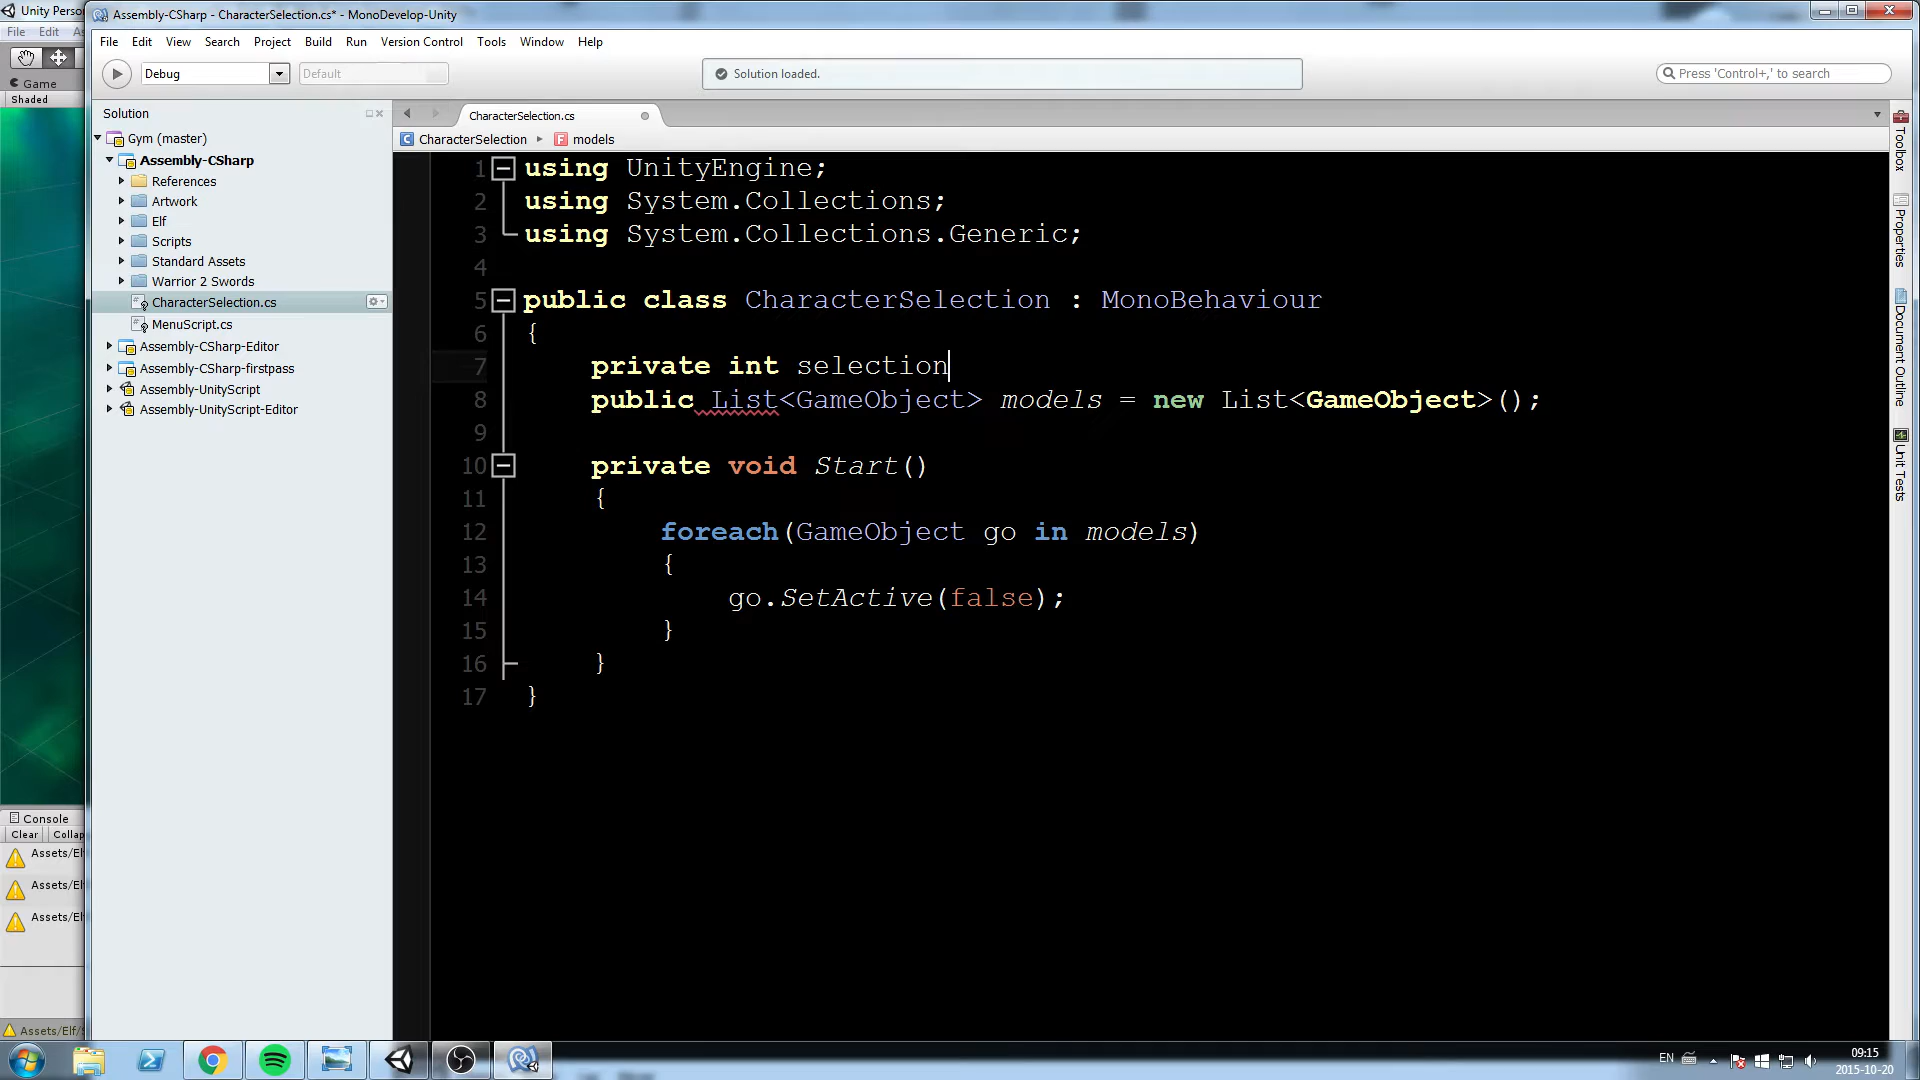 Unity Perso
File Edit As
Game
Shaded
Console
Clear Collap
Assets/El
Assets/El
Assets/El
Assets/Elf/S
Assembly-CSharp - CharacterSelection.cs* - MonoDevelop-Unity
File Edit View Search Project Build Run Version Control Tools Window Help
Debug Default Solution loaded. Press 'Control+,' to search
Solution
Gym (master)
Assembly-CSharp
References
Artwork
Elf
Scripts
Standard Assets
Warrior 2 Swords
CharacterSelection.cs
MenuScript.cs
Assembly-CSharp-Editor
Assembly-CSharp-firstpass
Assembly-UnityScript
Assembly-UnityScript-Editor
CharacterSelection.cs
CharacterSelection models
1 using UnityEngine;
2 using System.Collections;
3 using System.Collections.Generic;
4
5 public class CharacterSelection : MonoBehaviour
6 {
7 private int selection
8 public List<GameObject> models = new List<GameObject>();
9
10 private void Start()
11 {
12 foreach(GameObject go in models)
13 {
14 go.SetActive(false);
15 }
16 }
17 }
Toolbox
Properties
Document Outline
Unit Tests
EN
09:15
2015-10-20